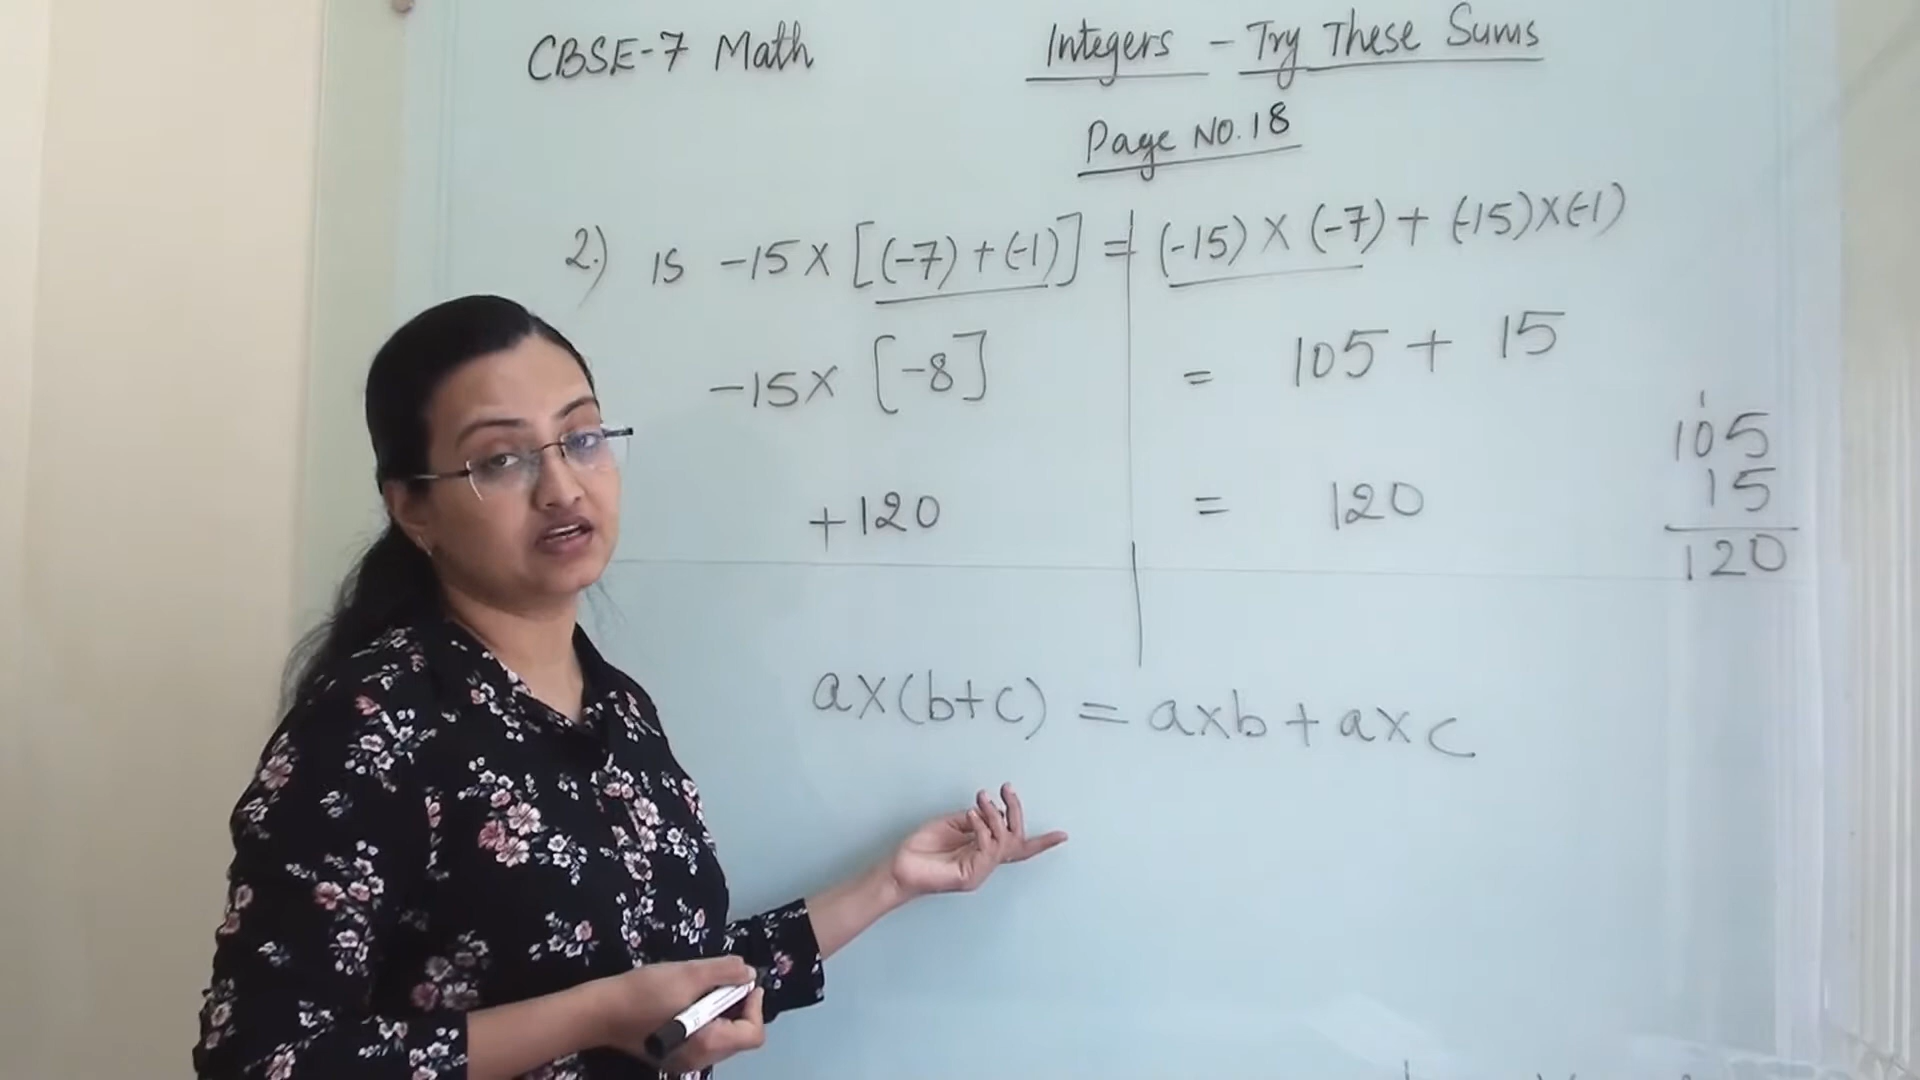 CBSE-7 Math
Integers - Try These Sums
Page No.18
2.) is -15 × [(-7) + (-1)] = (-15) × (-7) + (-15)×(-1)
-15 × [-8] = 105 + 15
+120 = 120
1
105
15
120
a×(b+c) = a×b + a×c